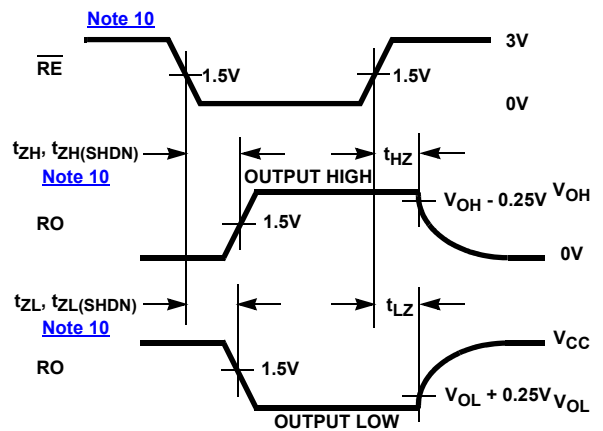 Note 10
3V
RE
1.5V
1.5V
0V
tZH, tZH(SHDN)
tHZ
Note 10
OUTPUT HIGH
VOH - 0.25V VOH
RO
1.5V
0V
tZL, tZL(SHDN)
tLZ
Note 10
VCC
RO
1.5V
VOL + 0.25V VOL
OUTPUT LOW